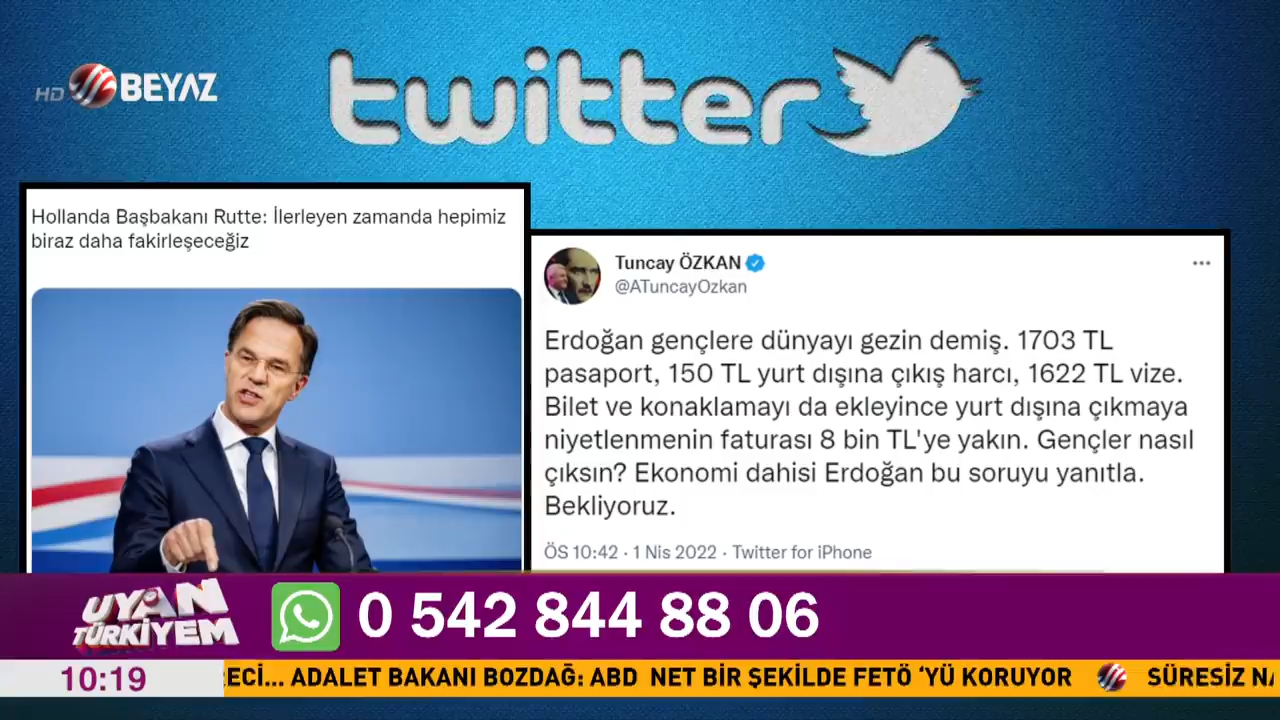 twitter
HD BEYAZ
Hollanda Başbakanı Rutte: İlerleyen zamanda hepimiz
biraz daha fakirleşeceğiz
Tuncay ÖZKAN
@ATuncayOzkan
Erdoğan gençlere dünyayı gezin demiş. 1703 TL
pasaport, 150 TL yurt dışına çıkış harcı, 1622 TL vize.
Bilet ve konaklamayı da ekleyince yurt dışına çıkmaya
niyetlenmenin faturası 8 bin TL'ye yakın. Gençler nasıl
çıksın? Ekonomi dahisi Erdoğan bu soruyu yanıtla.
Bekliyoruz.
ÖS 10:42 · 1 Nis 2022 · Twitter for iPhone
UYAN
TÜRKİYEM
0 542 844 88 06
10:19
RECİ... ADALET BAKANI BOZDAĞ: ABD NET BİR ŞEKİLDE FETÖ ‘YÜ KORUYOR
SÜRESİZ NA